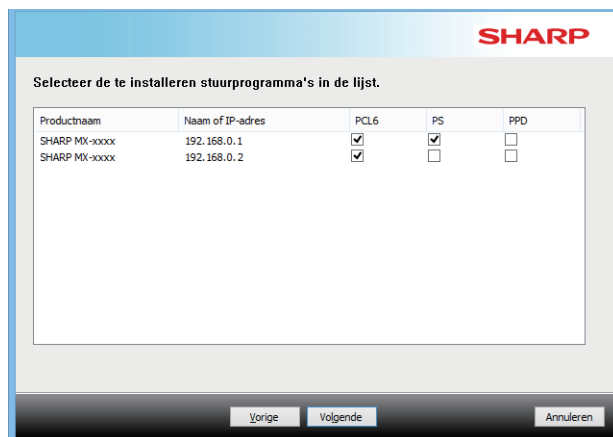 SHARP
Selecteer de te installeren stuurprogramma's in de lijst.
Productnaam Naam of IP-adres PCL6 PS PPD
SHARP MX-xxxx 192.168.0.1
SHARP MX-xxxx 192.168.0.2
Vorige Volgende Annuleren